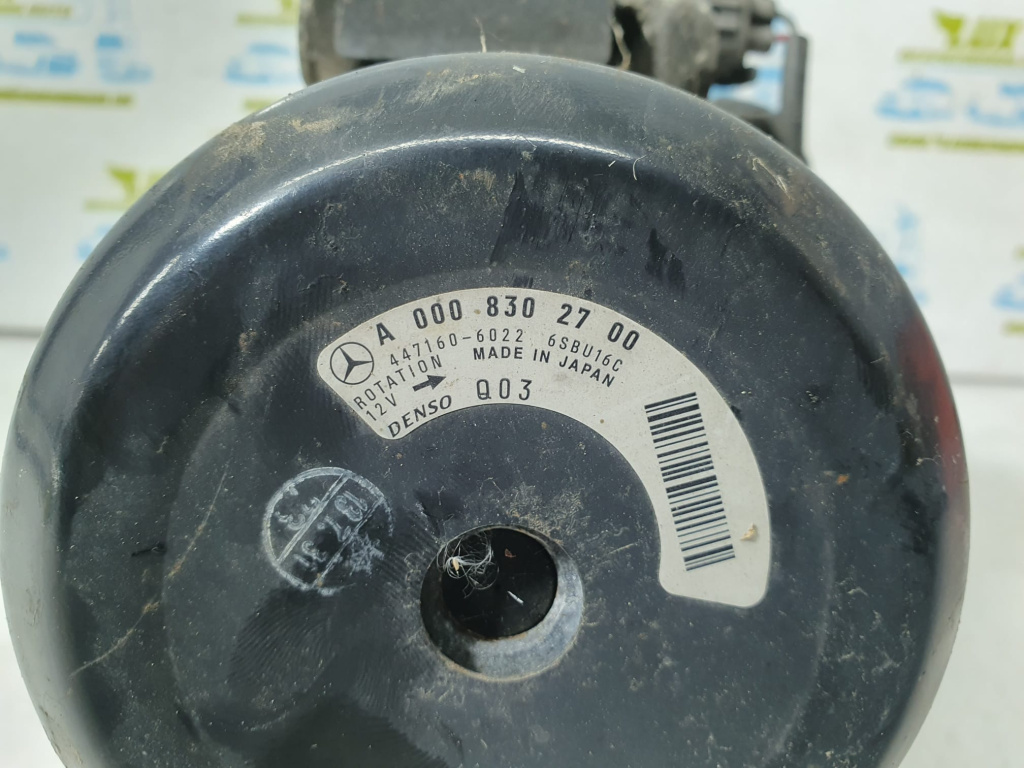 A 000 830 27 00
447160-6022 6SBU16C
ROTATION MADE IN JAPAN
12V
DENSO Q03